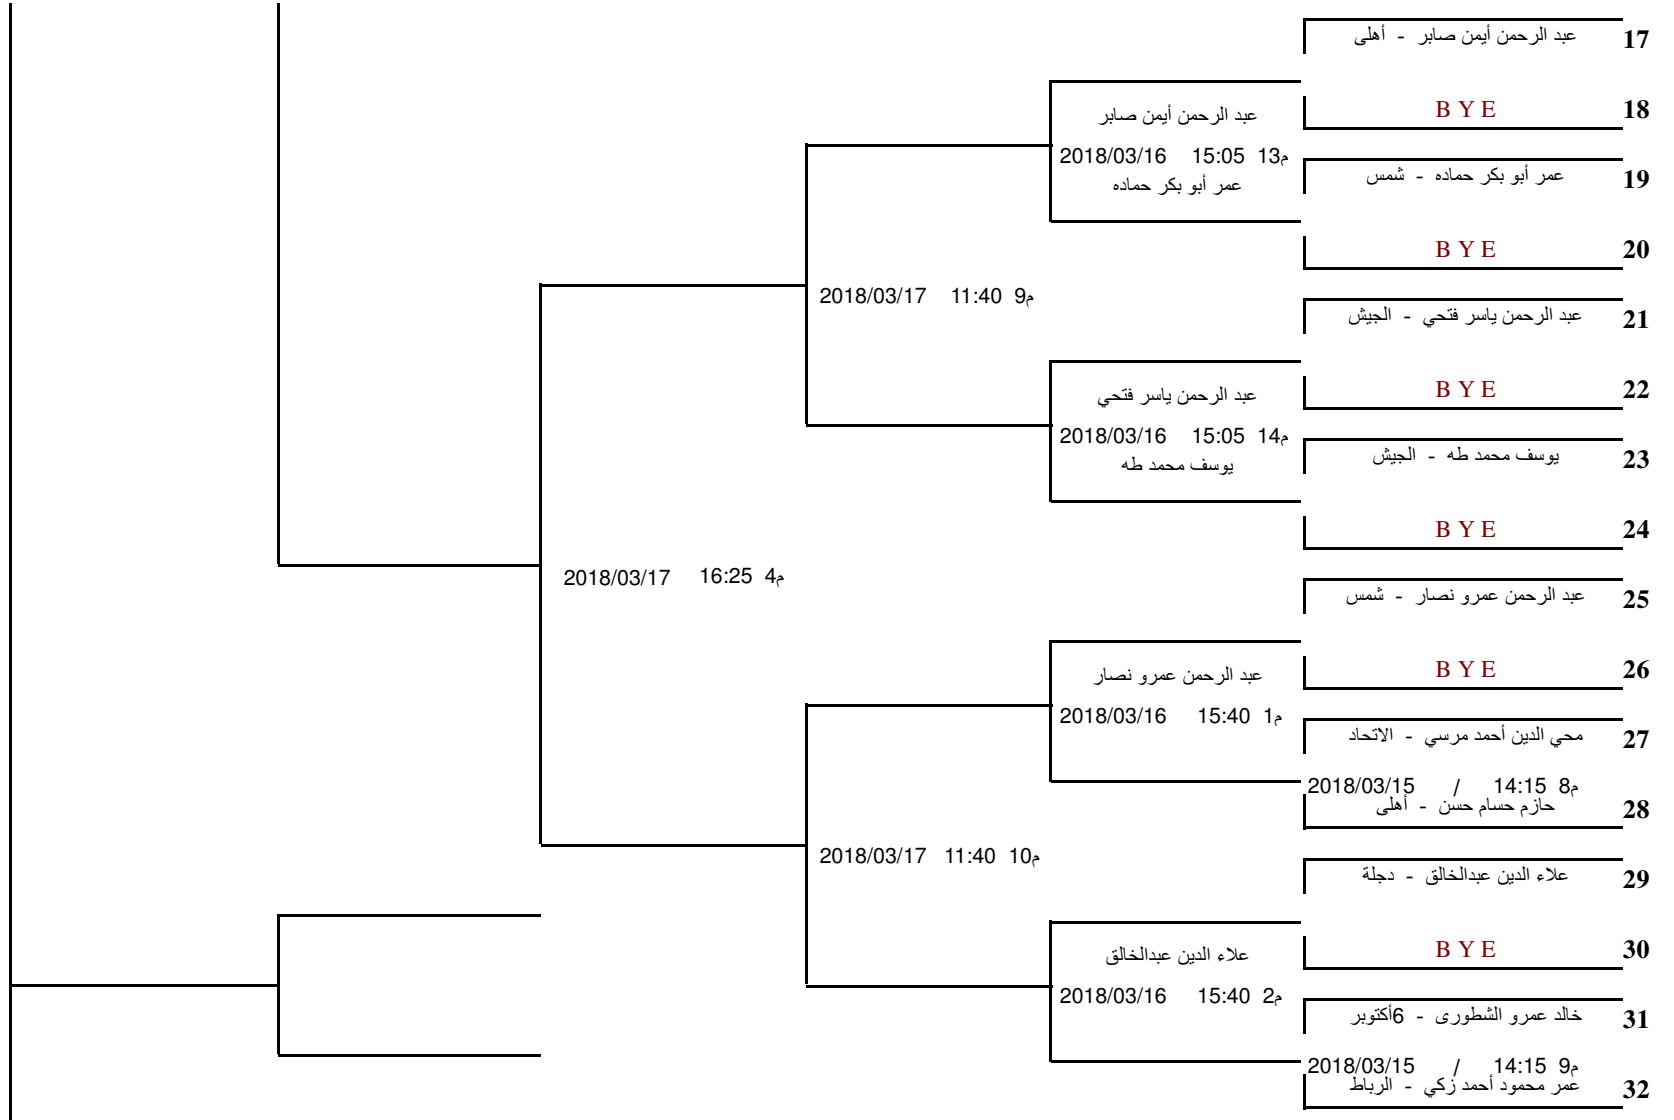 17 عبد الرحمن أيمن صابر - أهلى
18 B Y E
عبد الرحمن أيمن صابر
2018/03/16 15:05 م13
عمر أبو بكر حماده
19 عمر أبو بكر حماده - شمس
20 B Y E
2018/03/17 11:40 م9
21 عبد الرحمن ياسر فتحي - الجيش
22 B Y E
عبد الرحمن ياسر فتحي
2018/03/16 15:05 م14
يوسف محمد طه
23 يوسف محمد طه - الجيش
24 B Y E
2018/03/17 16:25 م4
25 عبد الرحمن عمرو نصار - شمس
26 B Y E
عبد الرحمن عمرو نصار
2018/03/16 15:40 م1
27 محي الدين أحمد مرسي - الاتحاد
2018/03/15 / 14:15 م8
28 حازم حسام حسن - أهلى
2018/03/17 11:40 م10
29 علاء الدين عبدالخالق - دجلة
30 B Y E
علاء الدين عبدالخالق
2018/03/16 15:40 م2
31 خالد عمرو الشطورى - 6أكتوبر
2018/03/15 / 14:15 م9
32 عمر محمود أحمد زكي - الرباط